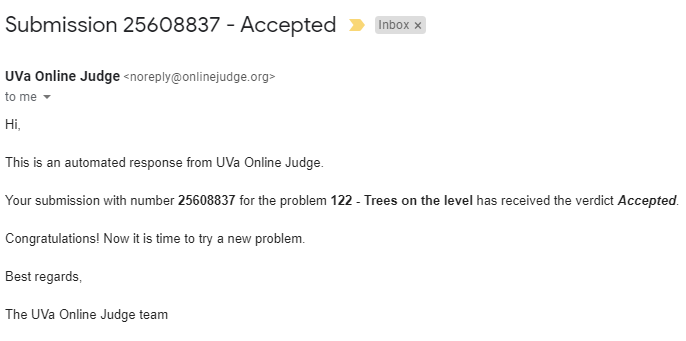 Submission 25608837 - Accepted Inbox ×
UVa Online Judge <noreply@onlinejudge.org>
to me
Hi,
This is an automated response from UVa Online Judge.
Your submission with number 25608837 for the problem 122 - Trees on the level has received the verdict Accepted.
Congratulations! Now it is time to try a new problem.
Best regards,
The UVa Online Judge team